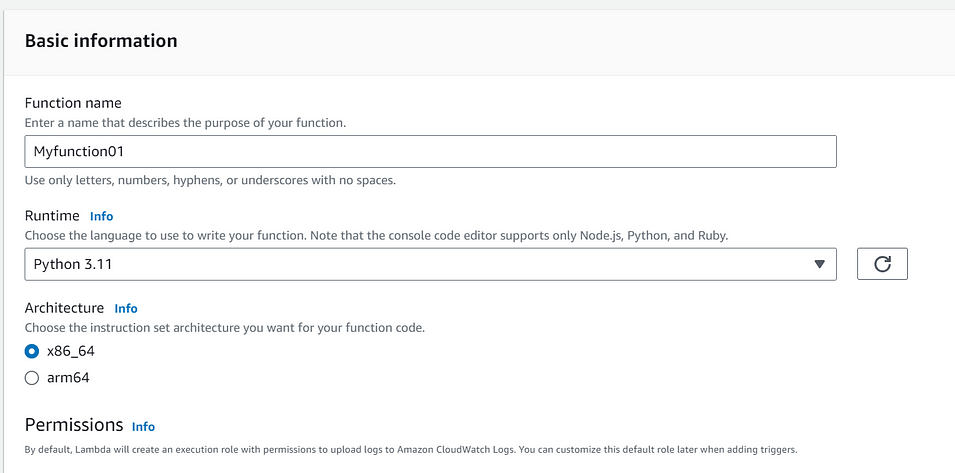 Basic information
Function name
Enter a name that describes the purpose of your function.
Myfunction01
Use only letters, numbers, hyphens, or underscores with no spaces.
Runtime Info
Choose the language to use to write your function. Note that the console code editor supports only Node.js, Python, and Ruby.
Python 3.11
Architecture Info
Choose the instruction set architecture you want for your function code.
x86_64
arm64
Permissions Info
By default, Lambda will create an execution role with permissions to upload logs to Amazon CloudWatch Logs. You can customize this default role later when adding triggers.